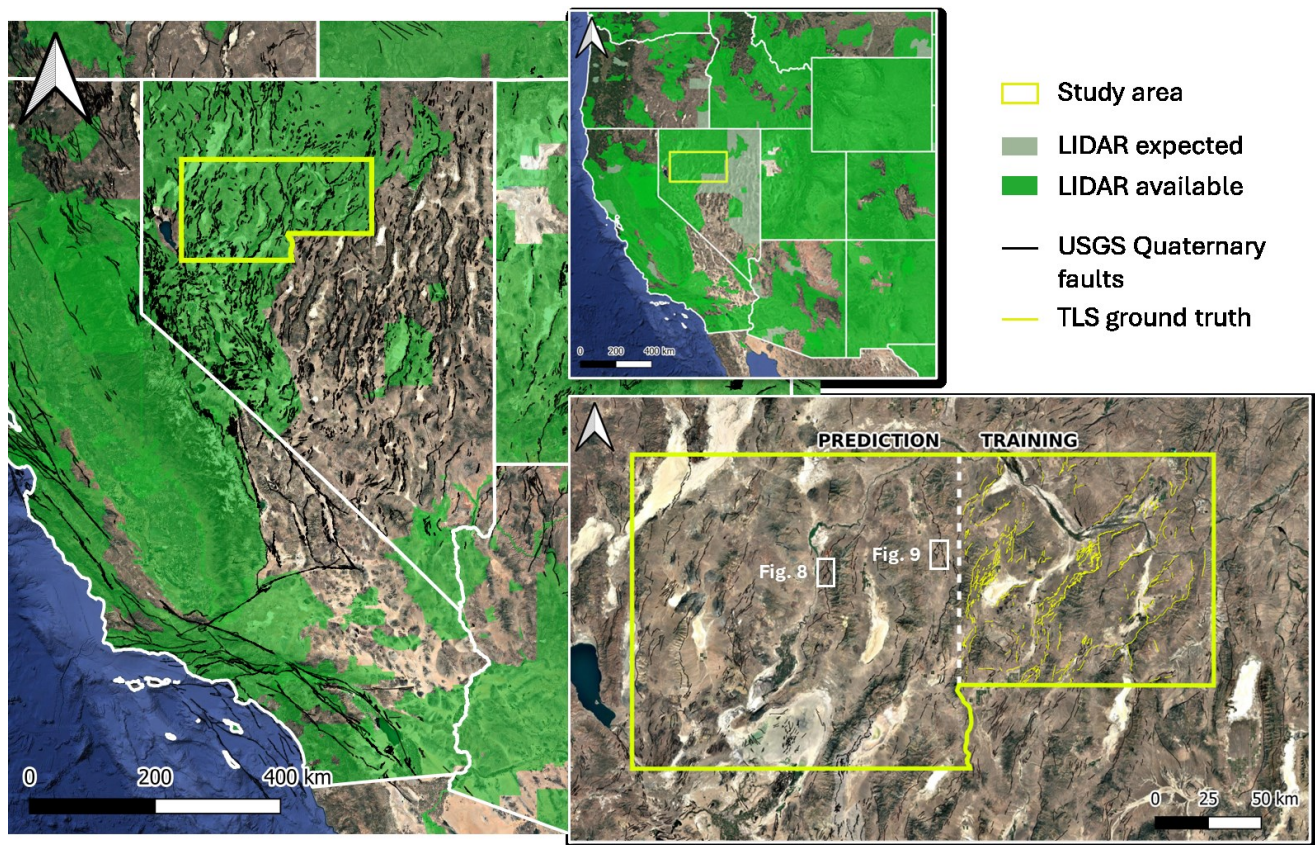 0 200 400 km
0 200 400 km
Study area
LIDAR expected
LIDAR available
USGS Quaternary
faults
TLS ground truth
PREDICTION TRAINING
Fig. 8
Fig. 9
0 25 50 km